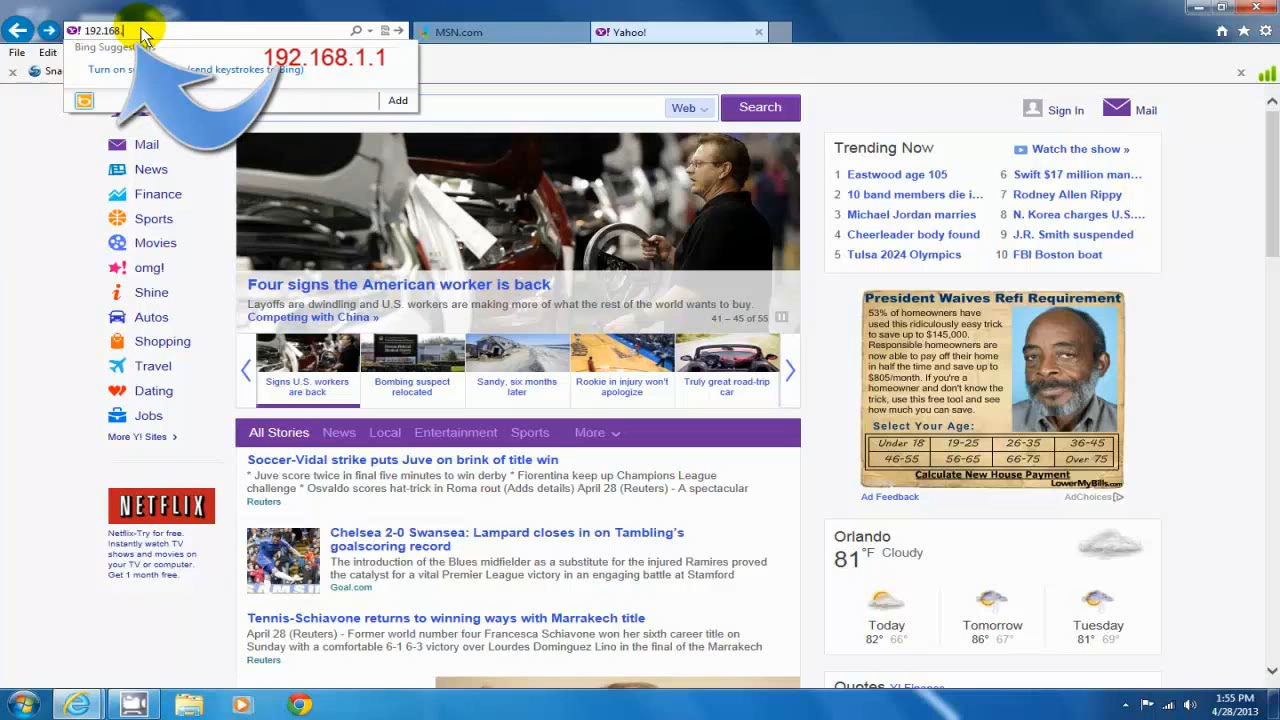 192.168.
MSN.com
Yahoo!
File
Edit
Bing Sugges
192.168.1.1
Sna
Turn on s
(send keystrokes to Bing)
Add
Web
Search
Sign In
Mail
Mail
News
Finance
Sports
Movies
omg!
Shine
Autos
Shopping
Travel
Dating
Jobs
More Y! Sites >
NETFLIX
Netflix-Try for free.
Instantly watch TV
shows and movies on
your TV or computer.
Get 1 month free.
Four signs the American worker is back
Layoffs are dwindling and U.S. workers are making more of what the rest of the world wants to buy.
Competing with China »
41 – 45 of 55
Signs U.S. workers
are back
Bombing suspect
relocated
Sandy, six months
later
Rookie in injury won't
apologize
Truly great road-trip
car
All Stories
News
Local
Entertainment
Sports
More
Soccer-Vidal strike puts Juve on brink of title win
* Juve score twice in final five minutes to win derby * Fiorentina keep up Champions League
challenge * Osvaldo scores hat-trick in Roma rout (Adds details) April 28 (Reuters) - A spectacular
Reuters
Chelsea 2-0 Swansea: Lampard closes in on Tambling's
goalscoring record
The introduction of the Blues midfielder as a substitute for the injured Ramires proved
the catalyst for a vital Premier League victory in an engaging battle at Stamford
Goal.com
Tennis-Schiavone returns to winning ways with Marrakech title
April 28 (Reuters) - Former world number four Francesca Schiavone won her sixth career title on
Sunday with a comfortable 6-1 6-3 victory over Lourdes Dominguez Lino in the final of the Marrakech
Reuters
Trending Now
Watch the show »
1 Eastwood age 105
2 10 band members die i...
3 Michael Jordan marries
4 Cheerleader body found
5 Tulsa 2024 Olympics
6 Swift $17 million man...
7 Rodney Allen Rippy
8 N. Korea charges U.S....
9 J.R. Smith suspended
10 FBI Boston boat
President Waives Refi Requirement
53% of homeowners have
used this ridiculously easy trick
to save up to $145,000.
Responsible homeowners are
now able to pay off their home
in half the time and save up to
$805/month. If you're a
homeowner and don't know the
trick, use this free tool and see
how much you can save.
Select Your Age:
Under 18
19-25
26-35
36-45
46-55
56-65
66-75
Over 75
Calculate New House Payment
LowerMyBills.com
Ad Feedback
AdChoices
Orlando
81°F Cloudy
Today
82° 66°
Tomorrow
86° 67°
Tuesday
81° 69°
Quotes Y! Finance
1:55 PM
4/28/2013